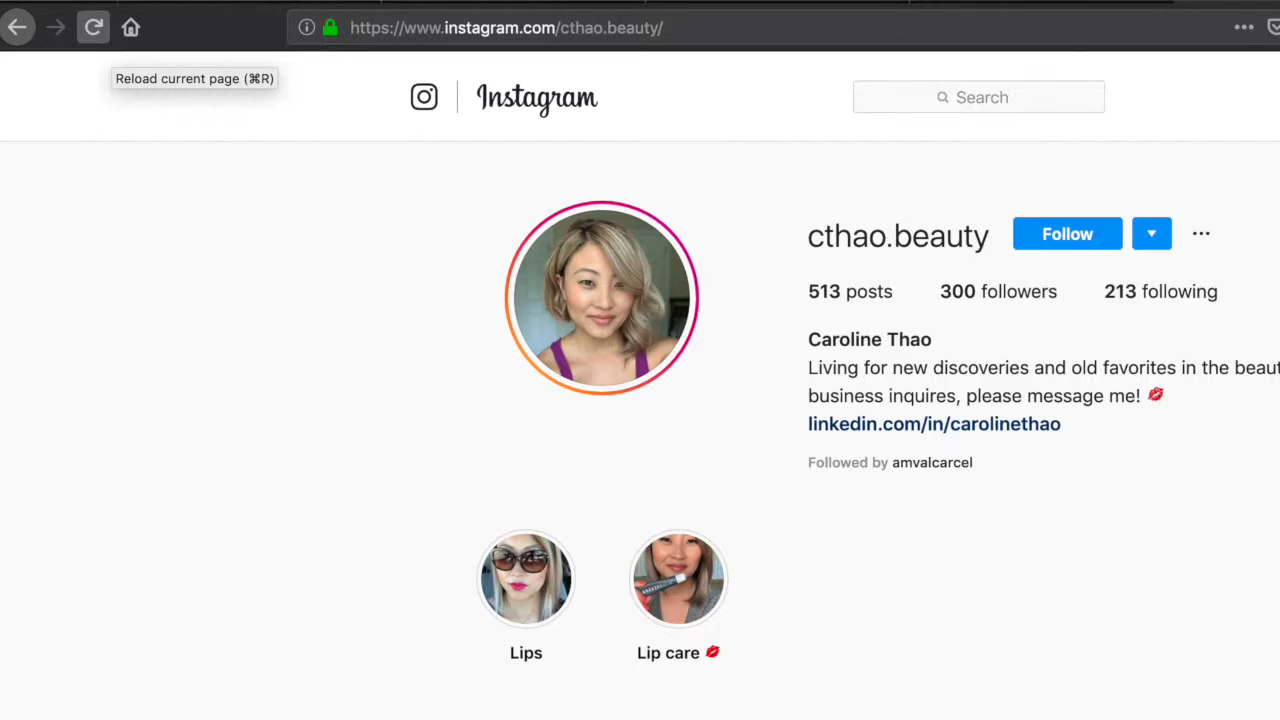 https://www.instagram.com/cthao.beauty/
Reload current page (⌘R)
Instagram
Search
cthao.beauty
Follow
513 posts 300 followers 213 following
Caroline Thao
Living for new discoveries and old favorites in the
business inquires, please message me! 💋
linkedin.com/in/carolinethao
Followed by amvalcarcel
Lips
Lip care 💋